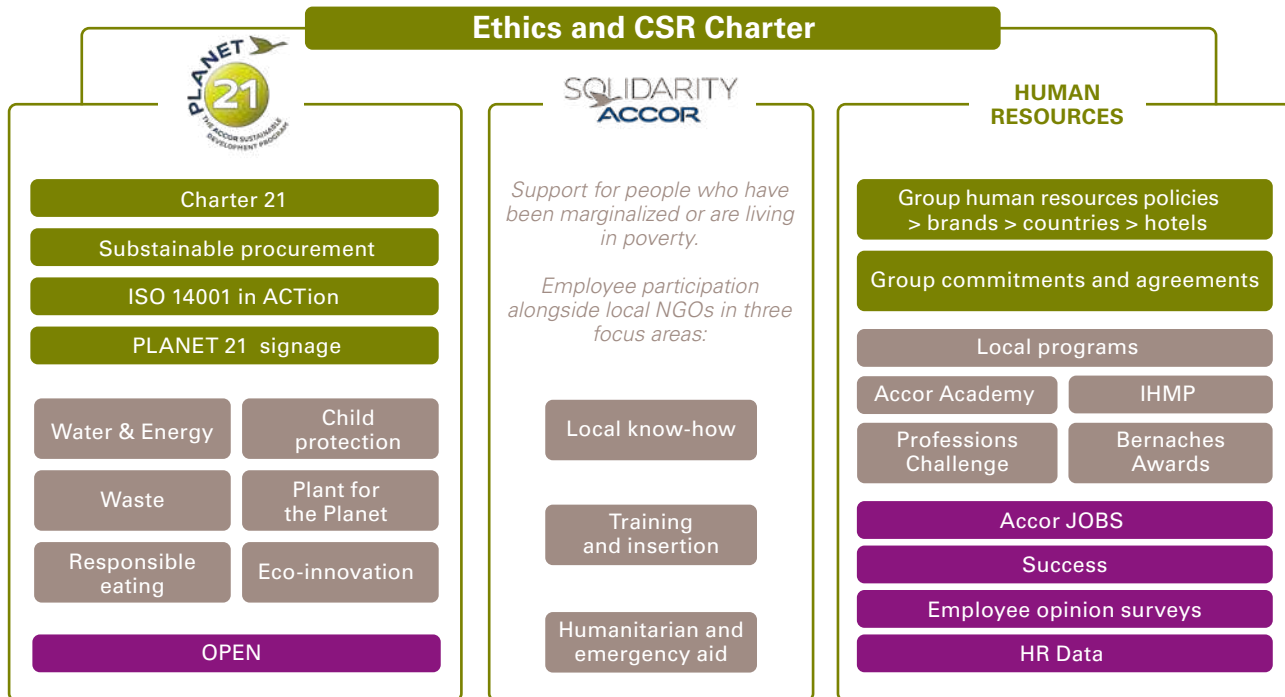 Ethics and CSR Charter
PLANET
21
THE ACCOR SUSTAINABLE
DEVELOPMENT PROGRAM
Charter 21
Substainable procurement
ISO 14001 in ACTion
PLANET 21 signage
Water & Energy
Child
protection
Waste
Plant for
the Planet
Responsible
eating
Eco-innovation
OPEN
SOLIDARITY
ACCOR
Support for people who have
been marginalized or are living
in poverty.
Employee participation
alongside local NGOs in three
focus areas:
Local know-how
Training
and insertion
Humanitarian and
emergency aid
HUMAN
RESOURCES
Group human resources policies
> brands > countries > hotels
Group commitments and agreements
Local programs
Accor Academy
IHMP
Professions
Challenge
Bernaches
Awards
Accor JOBS
Success
Employee opinion surveys
HR Data